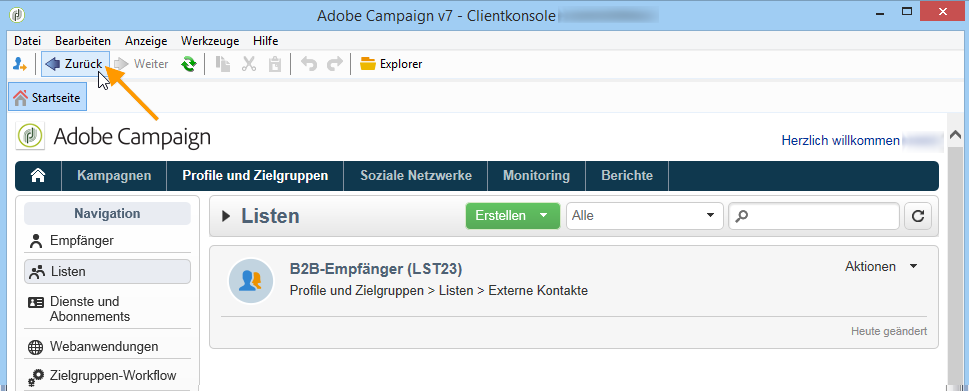 Adobe Campaign v7 - Clientkonsole
Datei Bearbeiten Anzeige Werkzeuge Hilfe
Zurück Weiter Explorer
Startseite
Adobe Campaign
Herzlich willkommen
Kampagnen Profile und Zielgruppen Soziale Netzwerke Monitoring Berichte
Navigation
Empfänger
Listen
Dienste und
Abonnements
Webanwendungen
Zielgruppen-Workflow
Listen Erstellen Alle
B2B-Empfänger (LST23) Aktionen
Profile und Zielgruppen > Listen > Externe Kontakte
Heute geändert